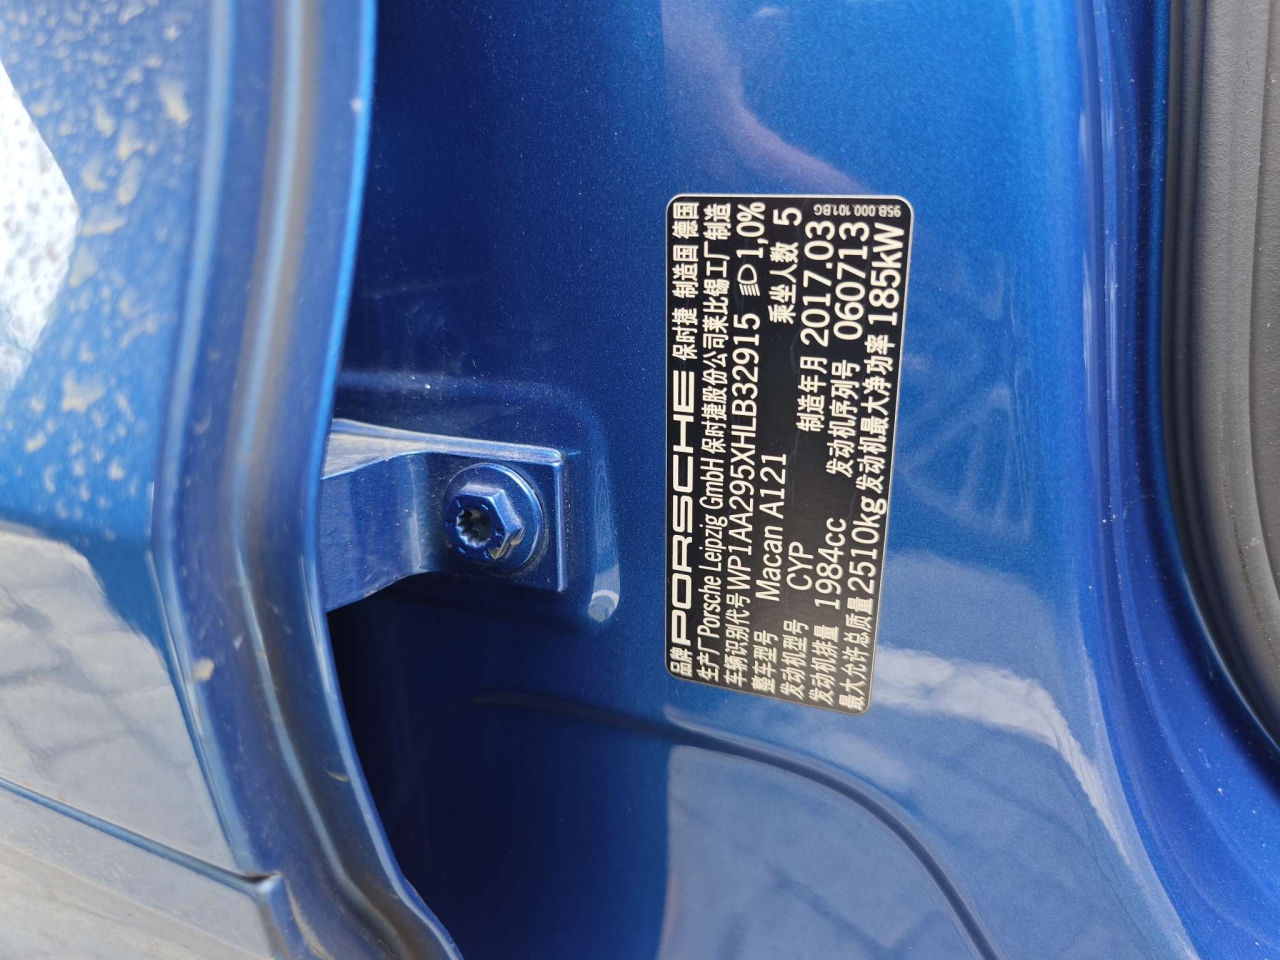 品牌 PORSCHE 保时捷 制造国 德国
生产厂 Porsche Leipzig GmbH 保时捷股份公司莱比锡工厂制造
车辆识别代号 WP1AA295XHLB32915 1,0%
整车型号 Macan A121 乘坐人数 5
发动机型号 CYP 制造年月 2017.03
发动机排量 1984cc 发动机序列号 060713
最大允许总质量 2510kg 发动机最大净功率 185kW
95B.000.101.BG